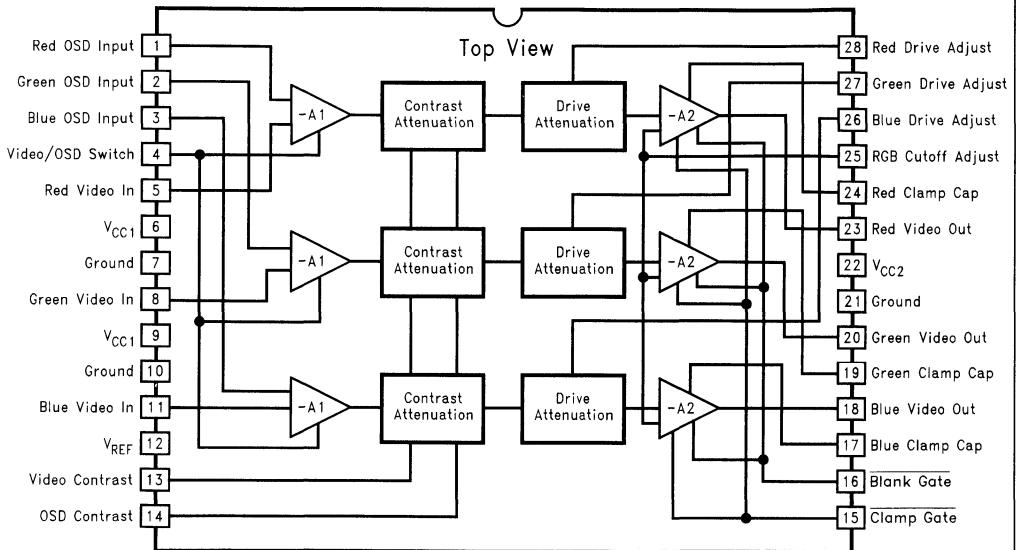 Top View
Red OSD Input 1
Green OSD Input 2
Blue OSD Input 3
Video/OSD Switch 4
Red Video In 5
VCC1 6
Ground 7
Green Video In 8
VCC1 9
Ground 10
Blue Video In 11
VREF 12
Video Contrast 13
OSD Contrast 14
-A1
Contrast
Attenuation
Drive
Attenuation
-A2
-A1
Contrast
Attenuation
Drive
Attenuation
-A2
-A1
Contrast
Attenuation
Drive
Attenuation
-A2
28 Red Drive Adjust
27 Green Drive Adjust
26 Blue Drive Adjust
25 RGB Cutoff Adjust
24 Red Clamp Cap
23 Red Video Out
22 VCC2
21 Ground
20 Green Video Out
19 Green Clamp Cap
18 Blue Video Out
17 Blue Clamp Cap
16 Blank Gate
15 Clamp Gate